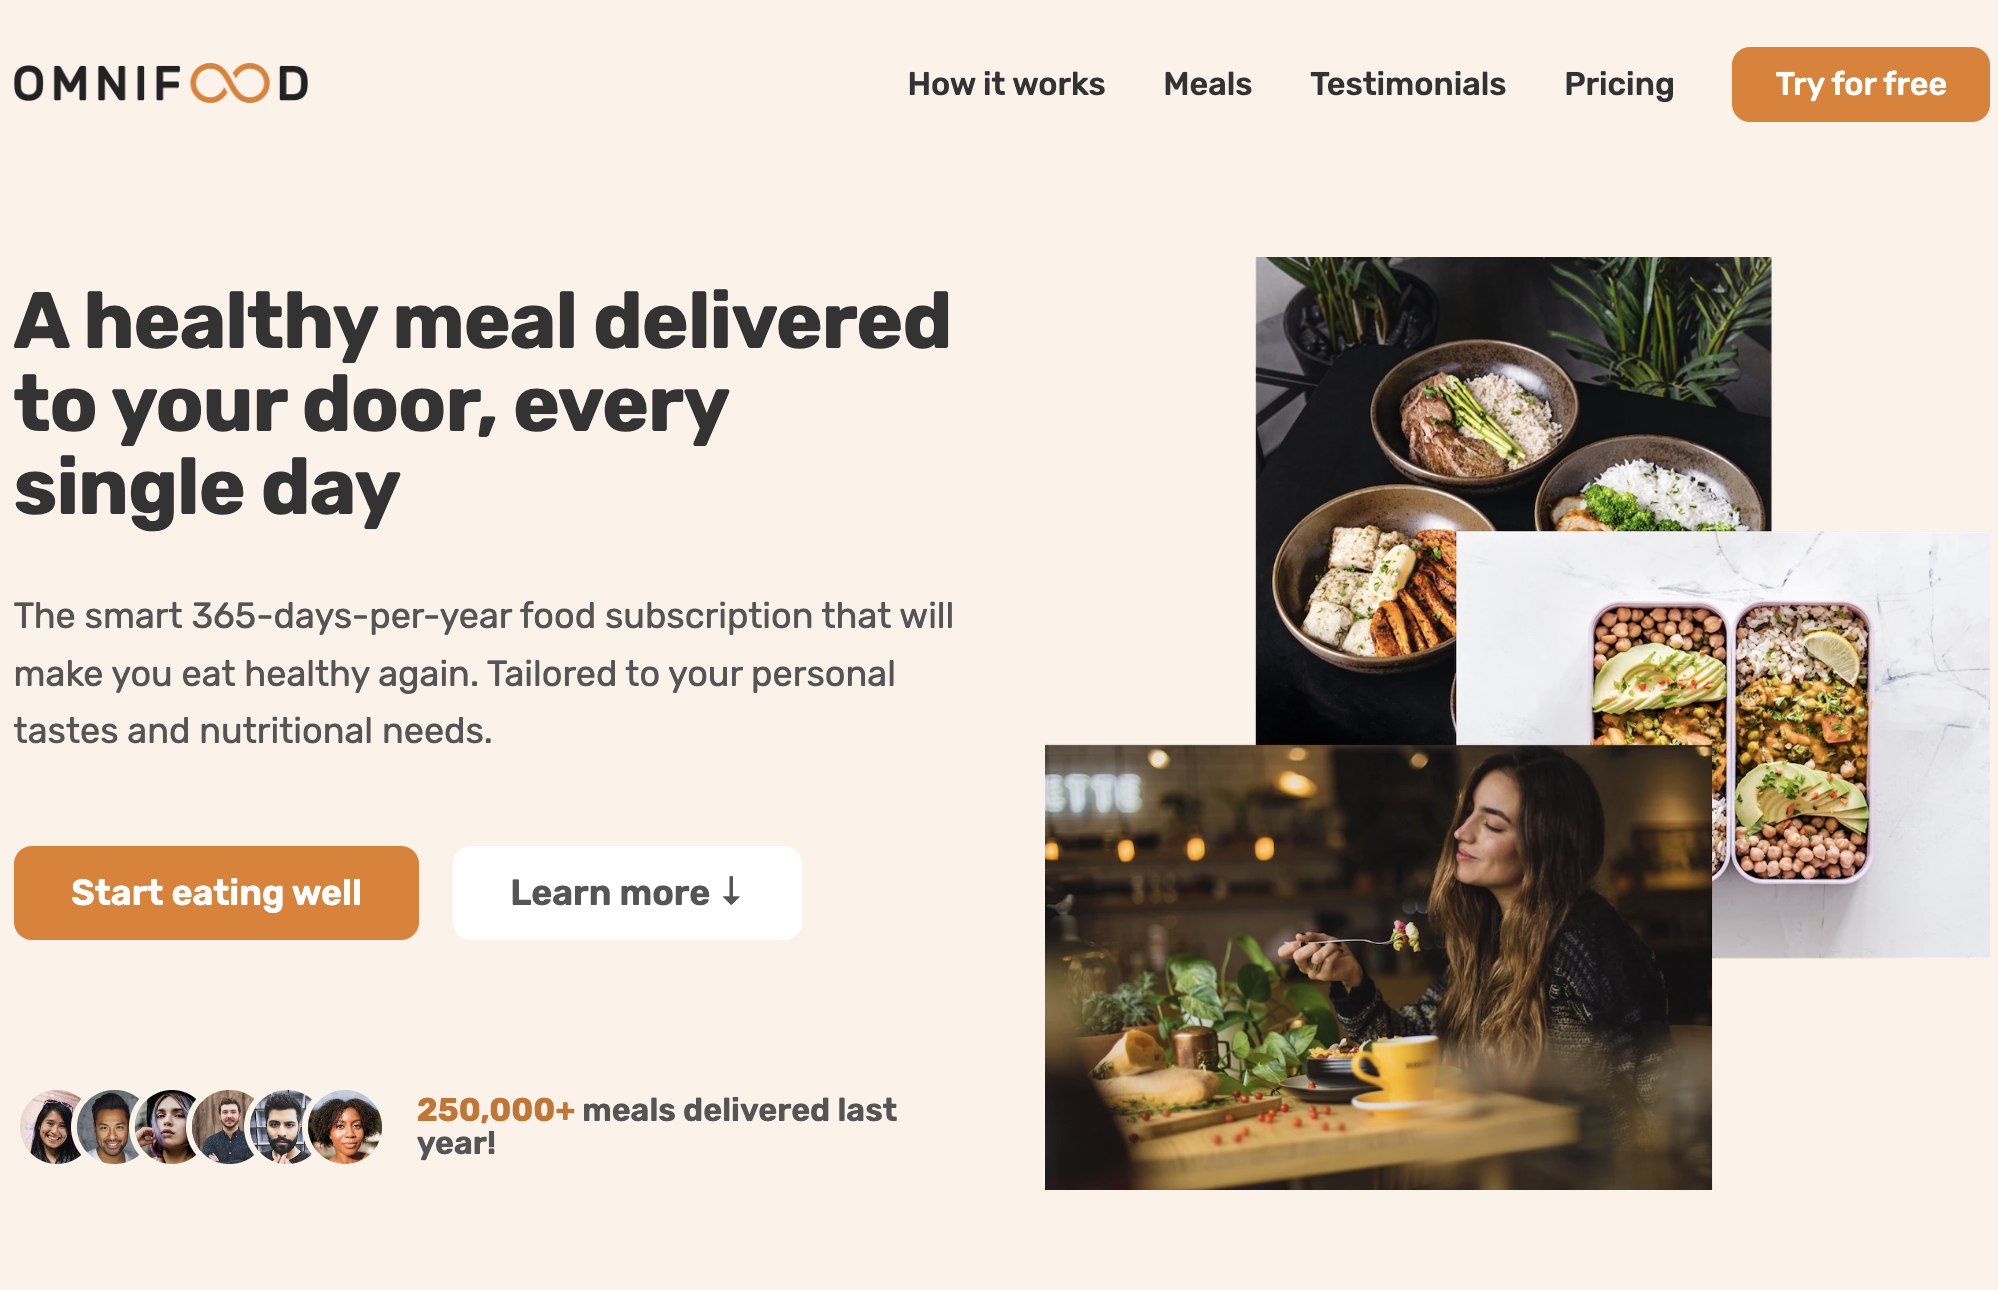 OMNIFOOD
How it works
Meals
Testimonials
Pricing
Try for free
A healthy meal delivered
to your door, every
single day
The smart 365-days-per-year food subscription that will
make you eat healthy again. Tailored to your personal
tastes and nutritional needs.
Start eating well
Learn more ↓
250,000+ meals delivered last
year!
ETTE